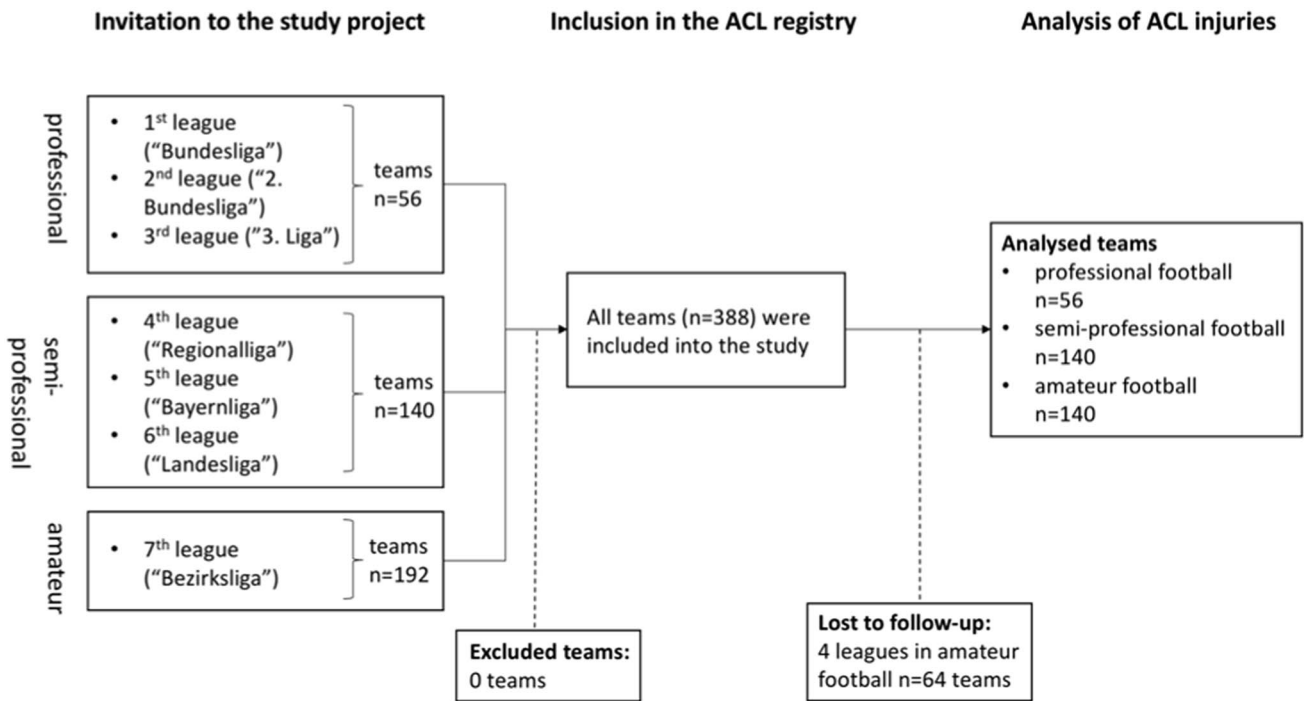 Invitation to the study project
Inclusion in the ACL registry
Analysis of ACL injuries
professional
• 1st league
(“Bundesliga”)
• 2nd league (“2.
Bundesliga”)
• 3rd league (”3. Liga”)
teams
n=56
semi-
professional
• 4th league
(“Regionalliga”)
• 5th league
(“Bayernliga”)
• 6th league
(“Landesliga”)
teams
n=140
amateur
• 7th league
(“Bezirksliga”)
teams
n=192
Excluded teams:
0 teams
All teams (n=388) were
included into the study
Lost to follow-up:
4 leagues in amateur
football n=64 teams
Analysed teams
• professional football
n=56
• semi-professional football
n=140
• amateur football
n=140